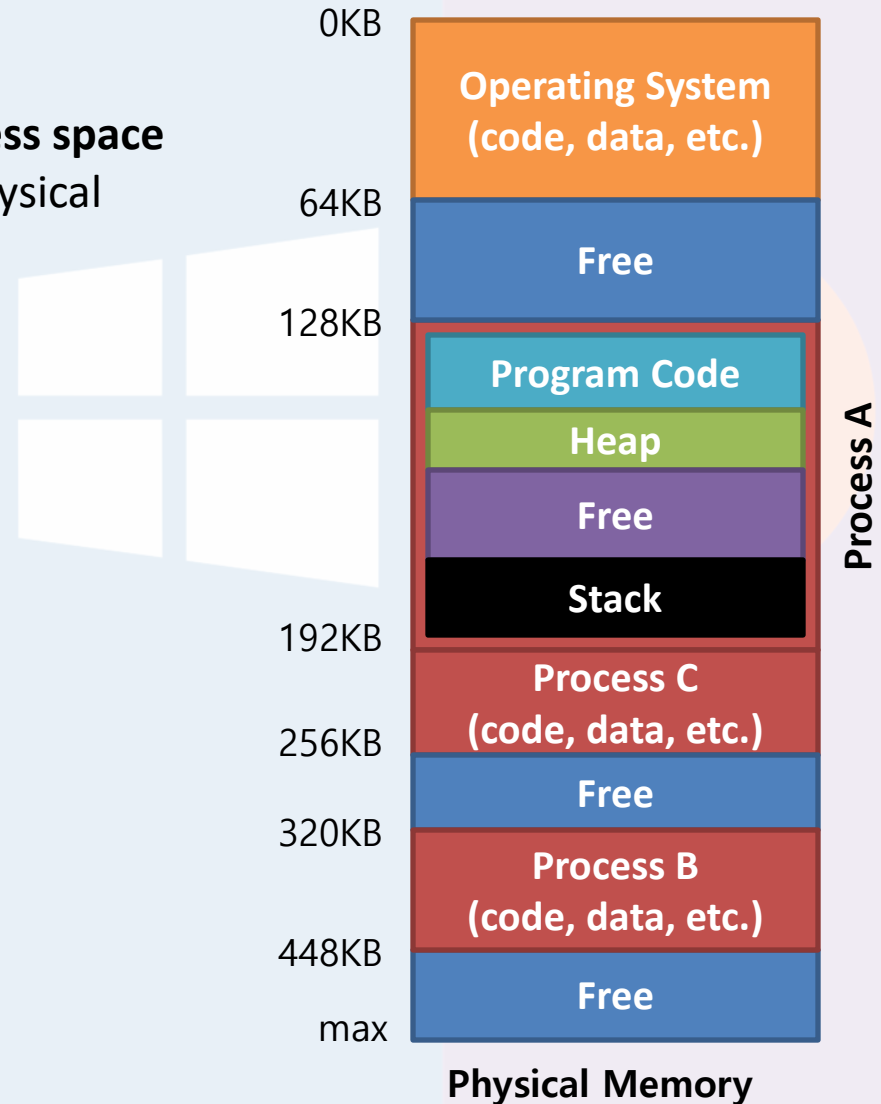 0KB
Operating System
(code, data, etc.)
ess space
ysical
64KB
Free
128KB
Program Code
Heap
Free
Stack
Process A
192KB
Process C
(code, data, etc.)
256KB
Free
320KB
Process B
(code, data, etc.)
448KB
Free
max
Physical Memory